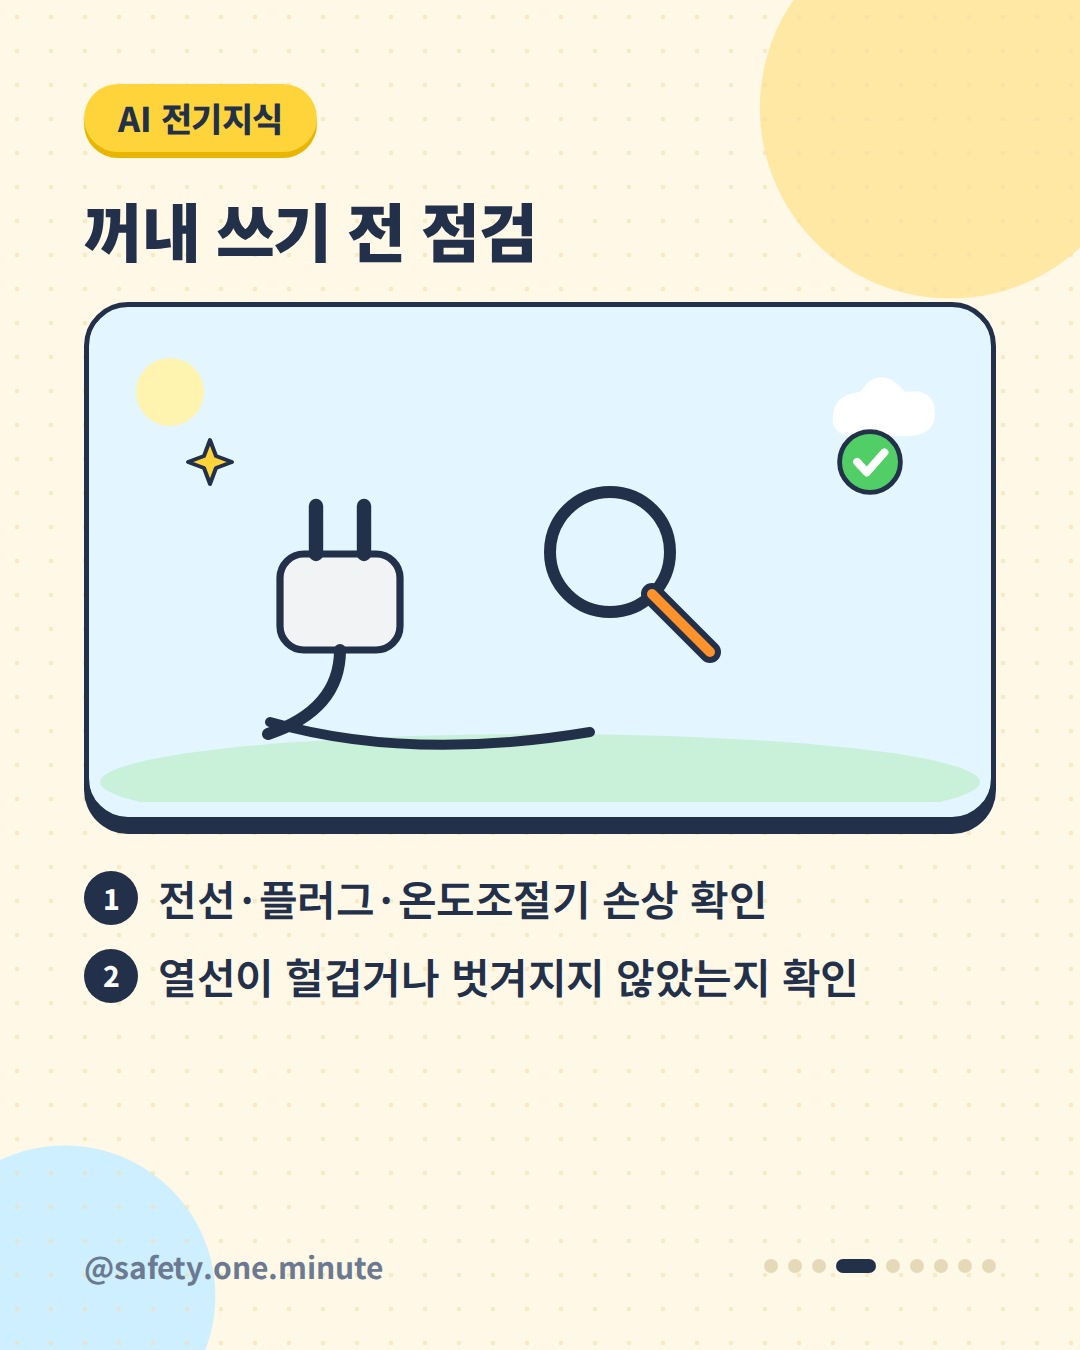 AI 전기지식
꺼내 쓰기 전 점검
1 전선·플러그·온도조절기 손상 확인
2 열선이 헐겁거나 벗겨지지 않았는지 확인
@safety.one.minute